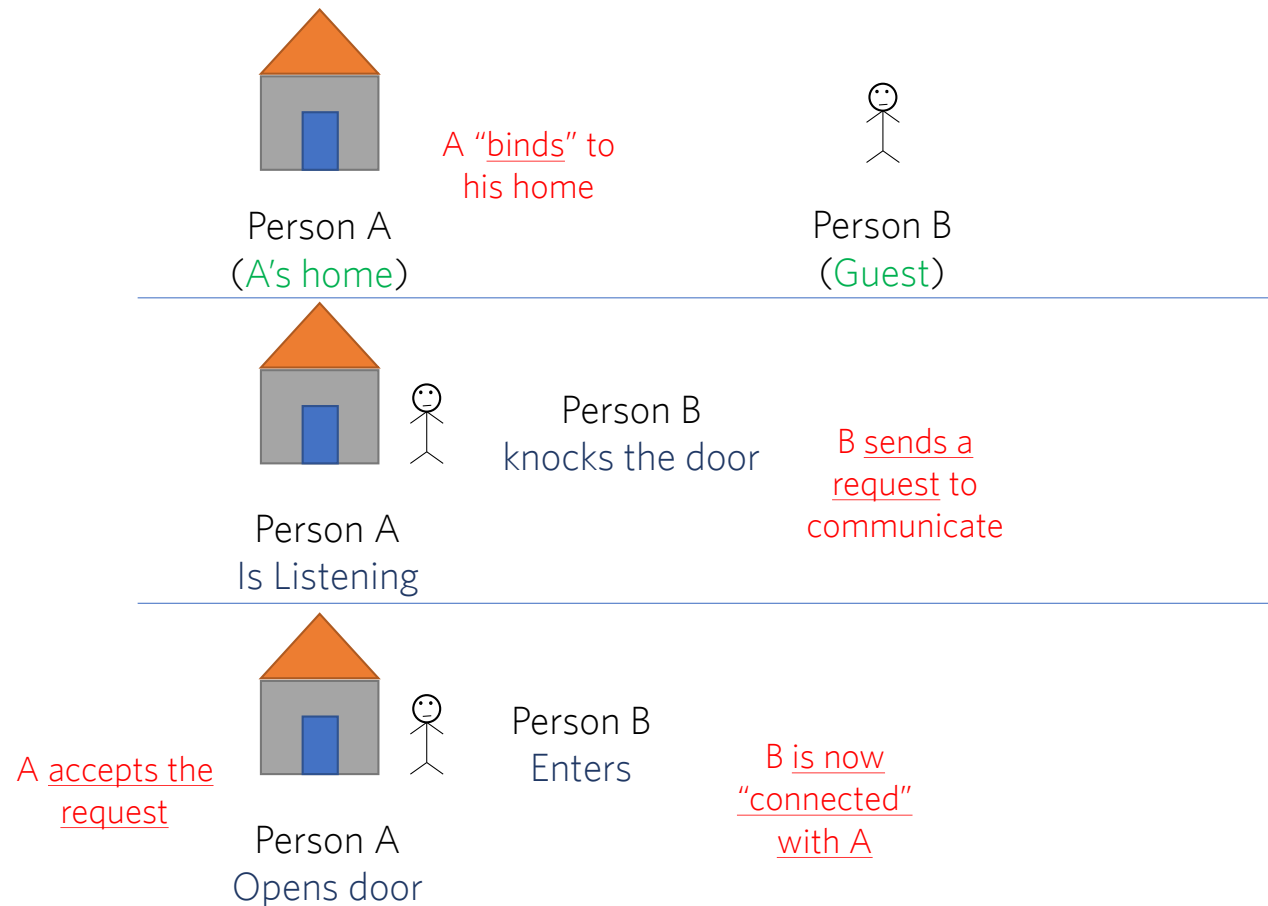 A “binds” to
his home
Person A
(A’s home)
Person B
(Guest)
Person B
knocks the door
B sends a
request to
communicate
Person A
Is Listening
A accepts the
request
Person B
Enters
B is now
“connected”
with A
Person A
Opens door